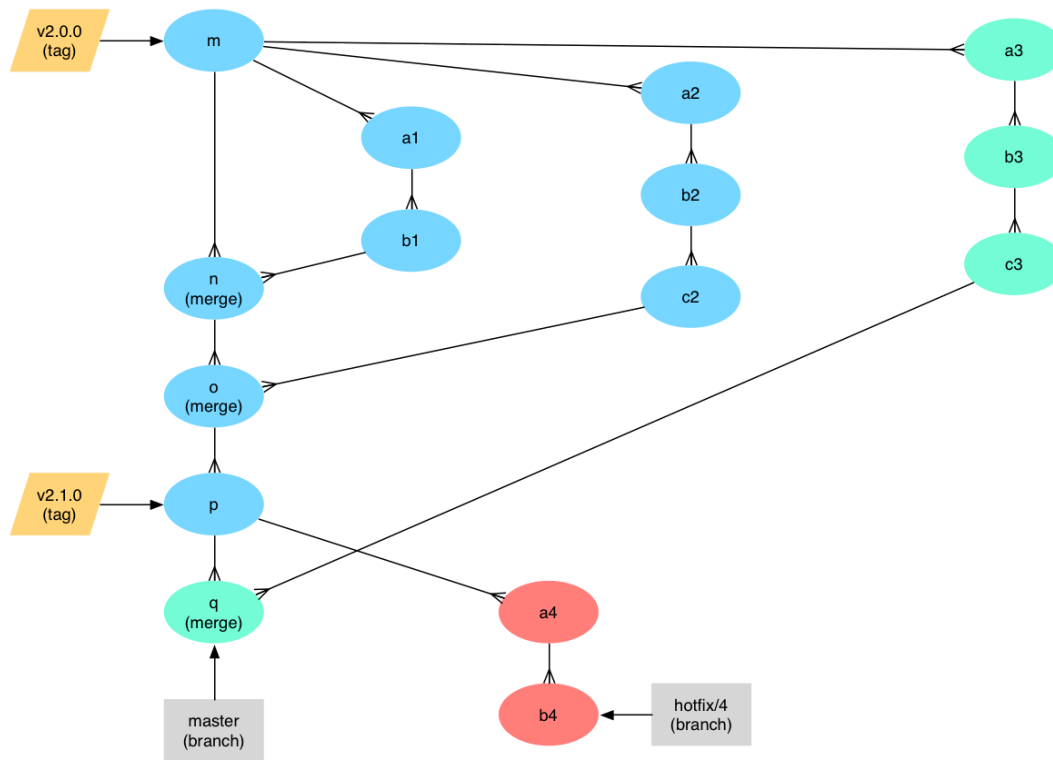 v2.0.0
(tag)
m
a3
a2
a1
b3
b2
b1
c3
n
(merge)
c2
o
(merge)
v2.1.0
(tag)
p
q
(merge)
a4
master
(branch)
b4
hotfix/4
(branch)